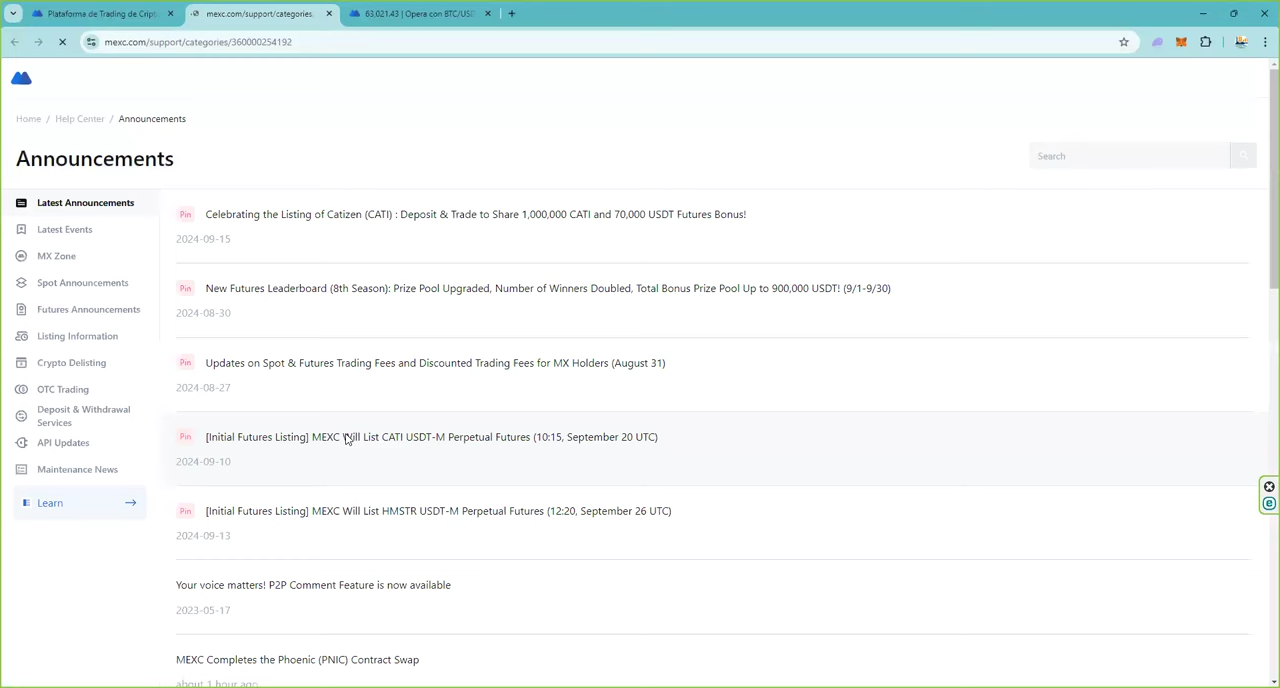 Plataforma de Trading de Cript
mexc.com/support/categories
63,021.43 | Opera con BTC/USD
mexc.com/support/categories/360000254192
Home / Help Center / Announcements
Announcements
Search
Latest Announcements
Latest Events
MX Zone
Spot Announcements
Futures Announcements
Listing Information
Crypto Delisting
OTC Trading
Deposit & Withdrawal
Services
API Updates
Maintenance News
Learn
Pin Celebrating the Listing of Catizen (CATI) : Deposit & Trade to Share 1,000,000 CATI and 70,000 USDT Futures Bonus!
2024-09-15
Pin New Futures Leaderboard (8th Season): Prize Pool Upgraded, Number of Winners Doubled, Total Bonus Prize Pool Up to 900,000 USDT! (9/1-9/30)
2024-08-30
Pin Updates on Spot & Futures Trading Fees and Discounted Trading Fees for MX Holders (August 31)
2024-08-27
Pin [Initial Futures Listing] MEXC Will List CATI USDT-M Perpetual Futures (10:15, September 20 UTC)
2024-09-10
Pin [Initial Futures Listing] MEXC Will List HMSTR USDT-M Perpetual Futures (12:20, September 26 UTC)
2024-09-13
Your voice matters! P2P Comment Feature is now available
2023-05-17
MEXC Completes the Phoenic (PNIC) Contract Swap
about 1 hour ago